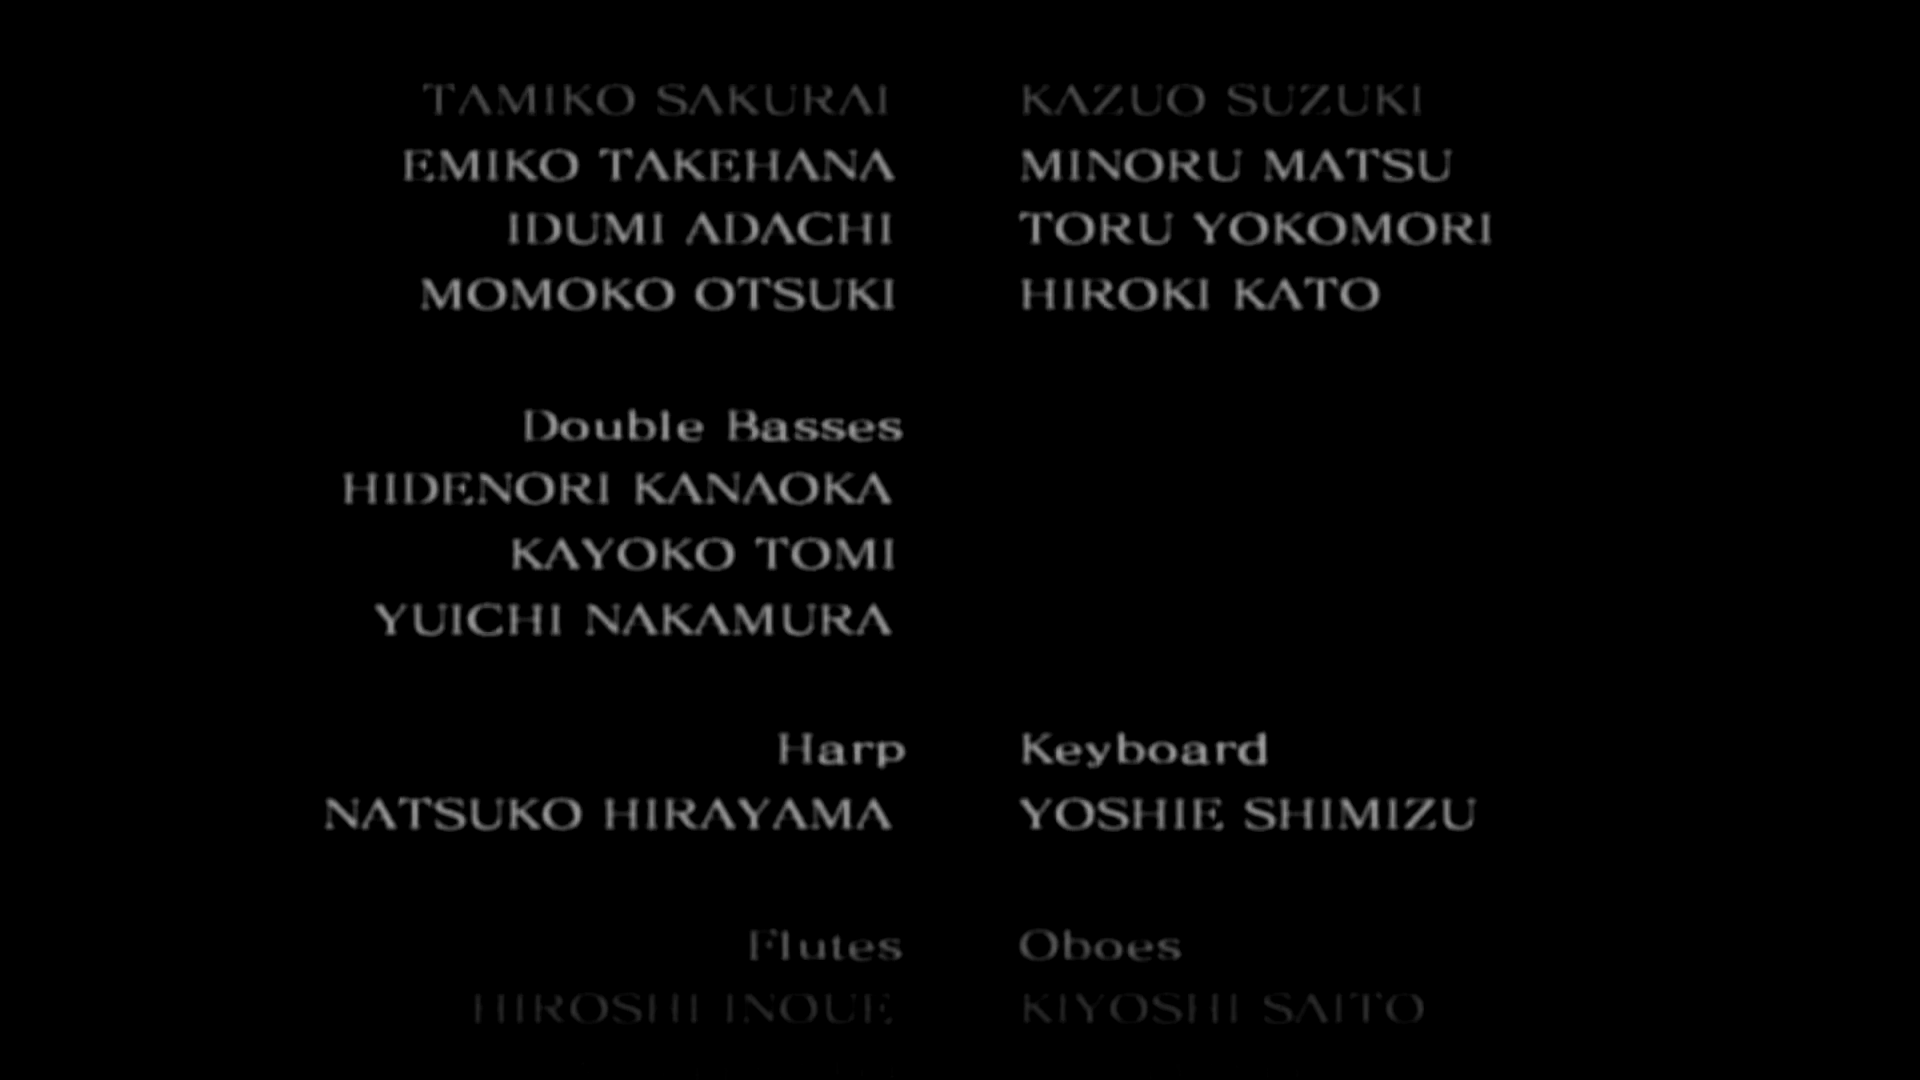 TAMIKO SAKURAI KAZUO SUZUKI
EMIKO TAKEHANA MINORU MATSU
IDUMI ADACHI TORU YOKOMORI
MOMOKO OTSUKI HIROKI KATO
Double Basses
HIDENORI KANAOKA
KAYOKO TOMI
YUICHI NAKAMURA
Harp Keyboard
NATSUKO HIRAYAMA YOSHIE SHIMIZU
Flutes Oboes
HIROSHI INOUE KIYOSHI SAITO